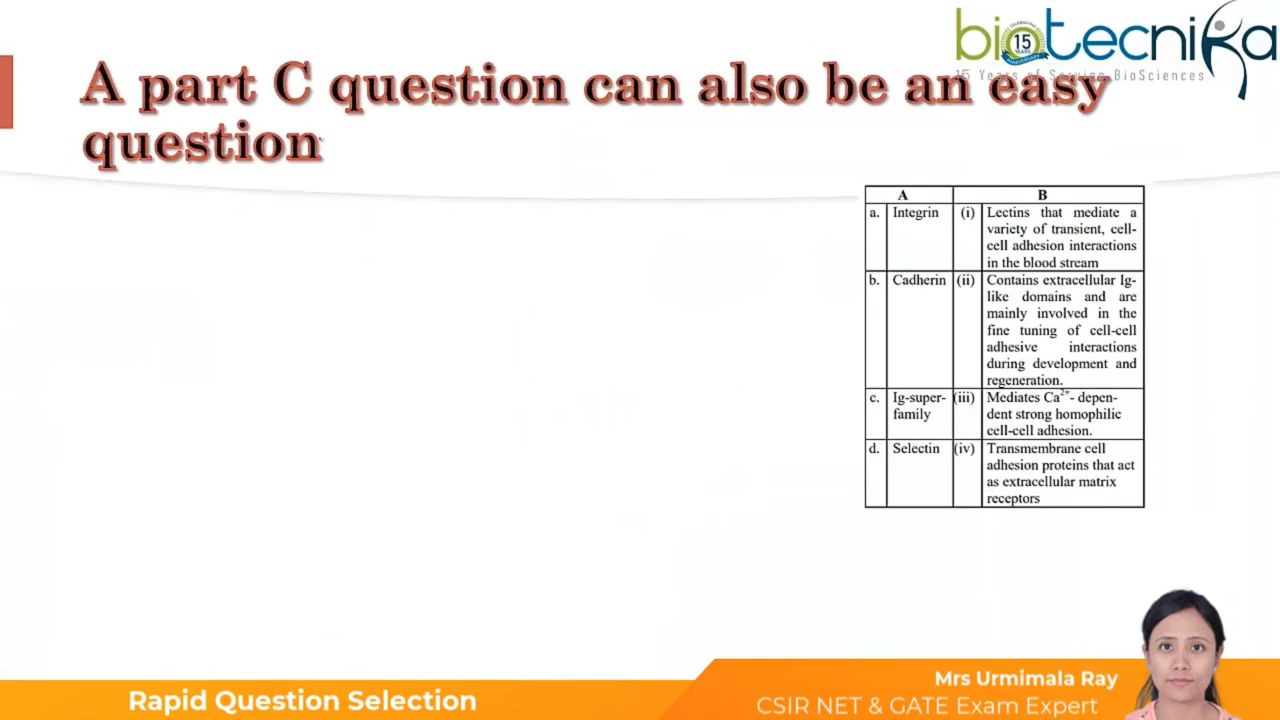 biotecnika
CELEBRATING
15
YEARS
ANNIVERSARY
15 Years of Serving BioSciences
A part C question can also be an easy
question
A B
a. Integrin (i) Lectins that mediate a
variety of transient, cell-
cell adhesion interactions
in the blood stream
b. Cadherin (ii) Contains extracellular Ig-
like domains and are
mainly involved in the
fine tuning of cell-cell
adhesive interactions
during development and
regeneration.
c. Ig-super- (iii) Mediates Ca²⁺- depen-
family dent strong homophilic
cell-cell adhesion.
d. Selectin (iv) Transmembrane cell
adhesion proteins that act
as extracellular matrix
receptors
Mrs Urmimala Ray
Rapid Question Selection
CSIR NET & GATE Exam Expert